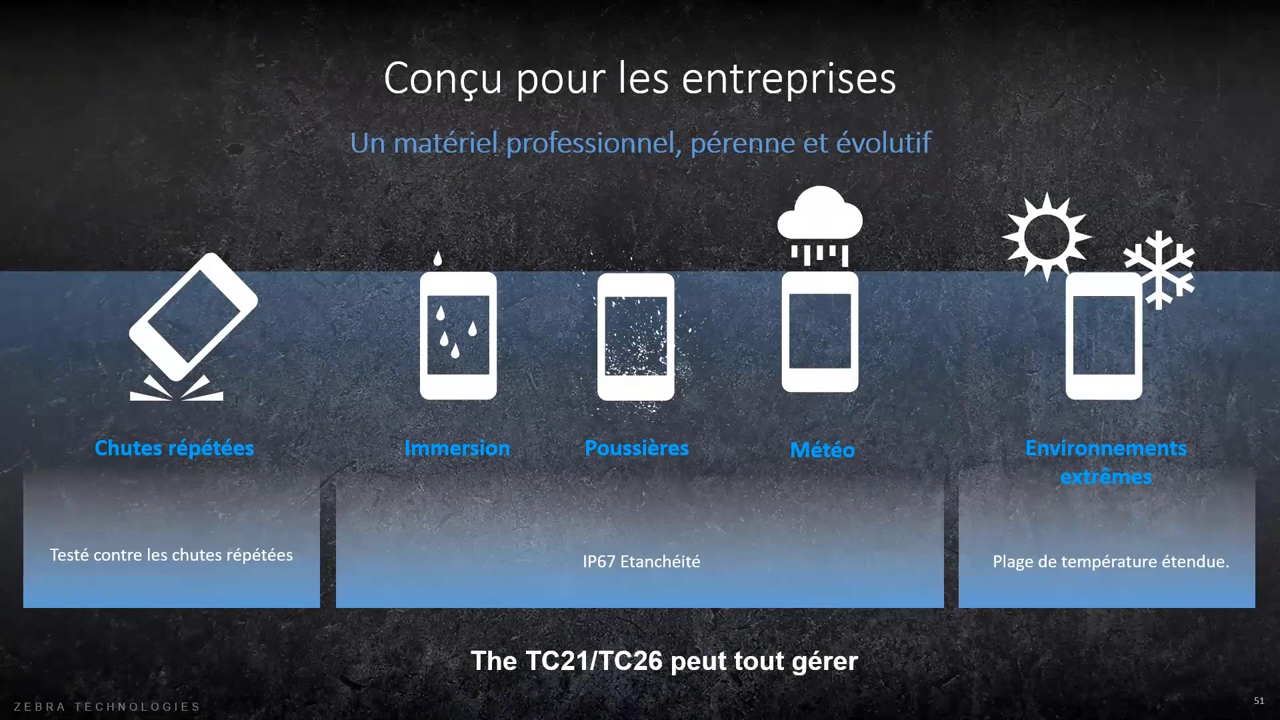 Conçu pour les entreprises
Un matériel professionnel, pérenne et évolutif
Chutes répétées
Immersion
Poussières
Météo
Environnements
extrêmes
Testé contre les chutes répétées
IP67 Etanchéité
Plage de température étendue.
The TC21/TC26 peut tout gérer
ZEBRA TECHNOLOGIES
51